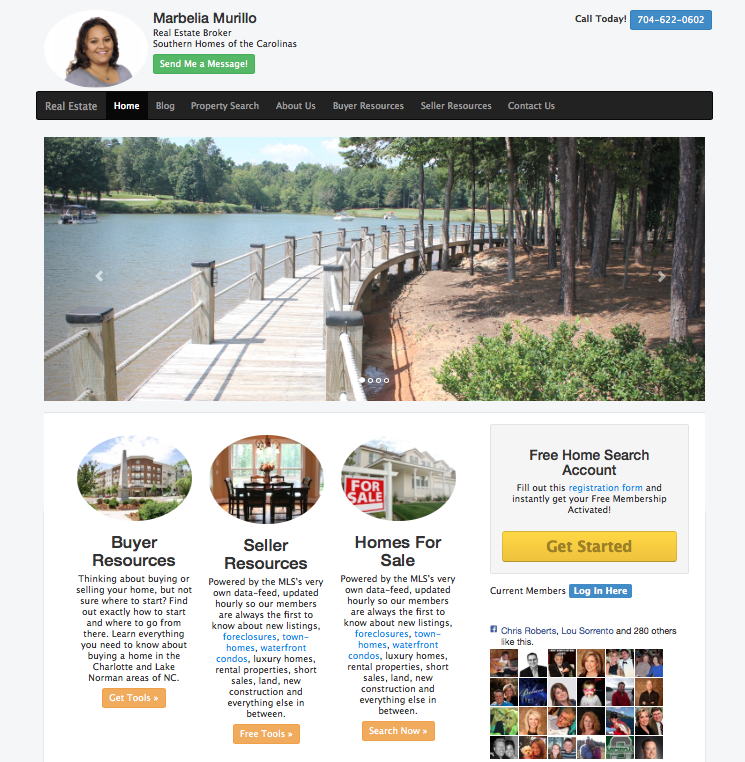 Marbelia Murillo
Real Estate Broker
Southern Homes of the Carolinas
Send Me a Message!
Call Today! 704-622-0602
Real Estate Home Blog Property Search About Us Buyer Resources Seller Resources Contact Us
Buyer
Resources
Thinking about buying or
selling your home, but not
sure where to start? Find
out exactly how to start
and where to go from
there. Learn everything
you need to know about
buying a home in the
Charlotte and Lake
Norman areas of NC.
Get Tools »
Seller
Resources
Powered by the MLS's very
own data-feed, updated
hourly so our members
are always the first to
know about new listings,
foreclosures, town-
homes, waterfront
condos, luxury homes,
rental properties, short
sales, land, new
construction and
everything else in
between.
Free Tools »
FOR
SALE
Homes For
Sale
Powered by the MLS's very
own data-feed, updated
hourly so our members
are always the first to
know about new listings,
foreclosures, town-
homes, waterfront
condos, luxury homes,
rental properties, short
sales, land, new
construction and
everything else in
between.
Search Now »
Free Home Search
Account
Fill out this registration form and
instantly get your Free Membership
Activated!
Get Started
Current Members Log In Here
Chris Roberts, Lou Sorrento and 280 others
like this.